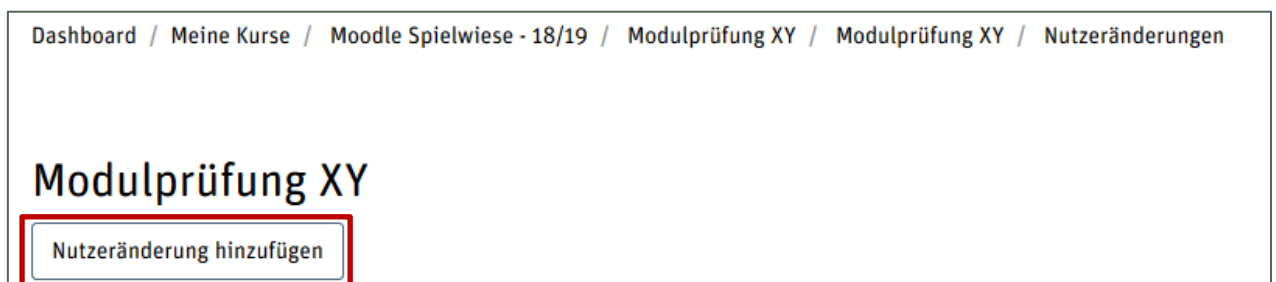 Dashboard / Meine Kurse / Moodle Spielwiese - 18/19 / Modulprüfung XY / Modulprüfung XY / Nutzeränderungen
Modulprüfung XY
Nutzeränderung hinzufügen